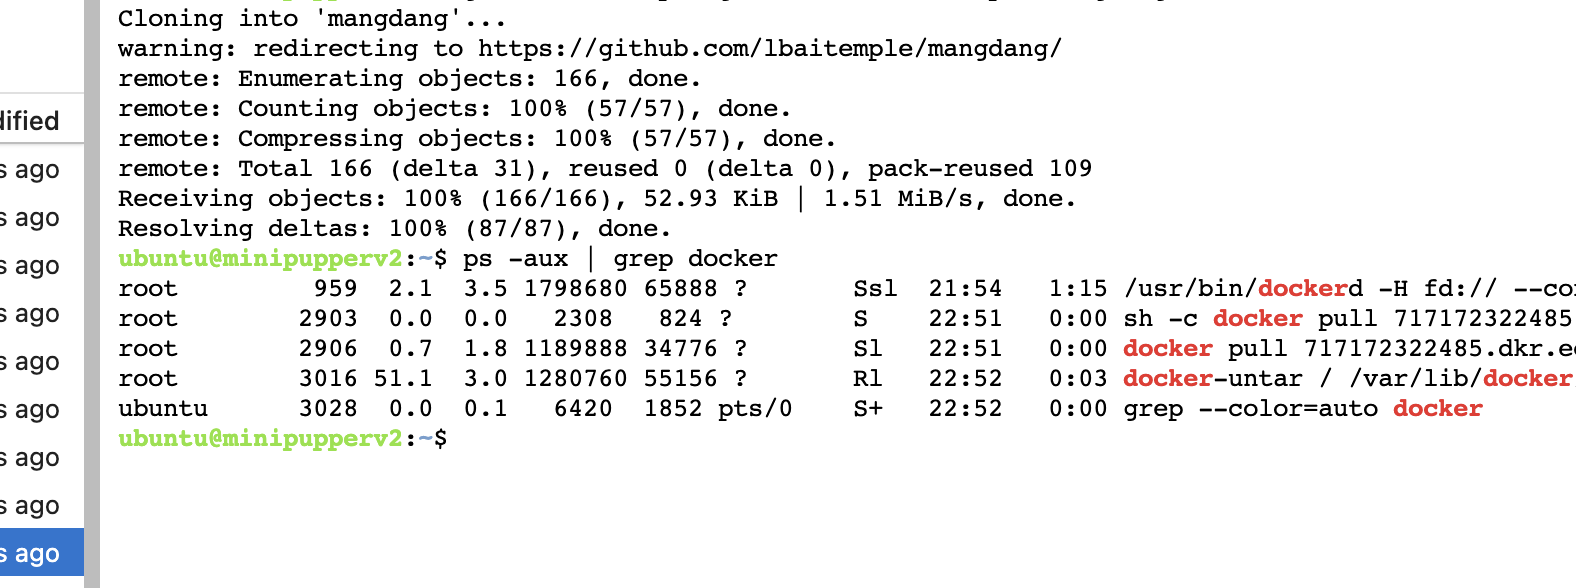 Cloning into 'mangdang'...
warning: redirecting to https://github.com/lbaitemple/mangdang/
remote: Enumerating objects: 166, done.
remote: Counting objects: 100% (57/57), done.
remote: Compressing objects: 100% (57/57), done.
remote: Total 166 (delta 31), reused 0 (delta 0), pack-reused 109
Receiving objects: 100% (166/166), 52.93 KiB | 1.51 MiB/s, done.
Resolving deltas: 100% (87/87), done.
ubuntu@minipupperv2:~$ ps -aux | grep docker
root 959 2.1 3.5 1798680 65888 ? Ssl 21:54 1:15 /usr/bin/dockerd -H fd:// --co
root 2903 0.0 0.0 2308 824 ? S 22:51 0:00 sh -c docker pull 717172322485
root 2906 0.7 1.8 1189888 34776 ? Sl 22:51 0:00 docker pull 717172322485.dkr.e
root 3016 51.1 3.0 1280760 55156 ? Rl 22:52 0:03 docker-untar / /var/lib/docker
ubuntu 3028 0.0 0.1 6420 1852 pts/0 S+ 22:52 0:00 grep --color=auto docker
ubuntu@minipupperv2:~$
dified
s ago
s ago
s ago
s ago
s ago
s ago
s ago
s ago
s ago